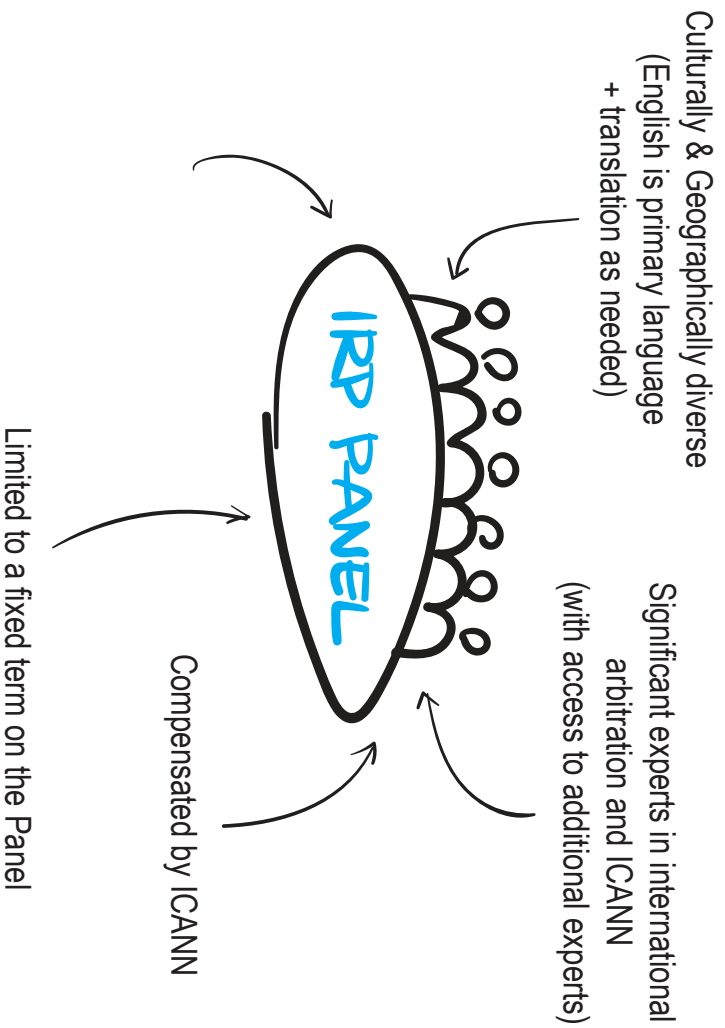 Culturally & Geographically diverse
(English is primary language
+ translation as needed)
Significant experts in international
arbitration and ICANN
(with access to additional experts)
IRP PANEL
Compensated by ICANN
Limited to a fixed term on the Panel